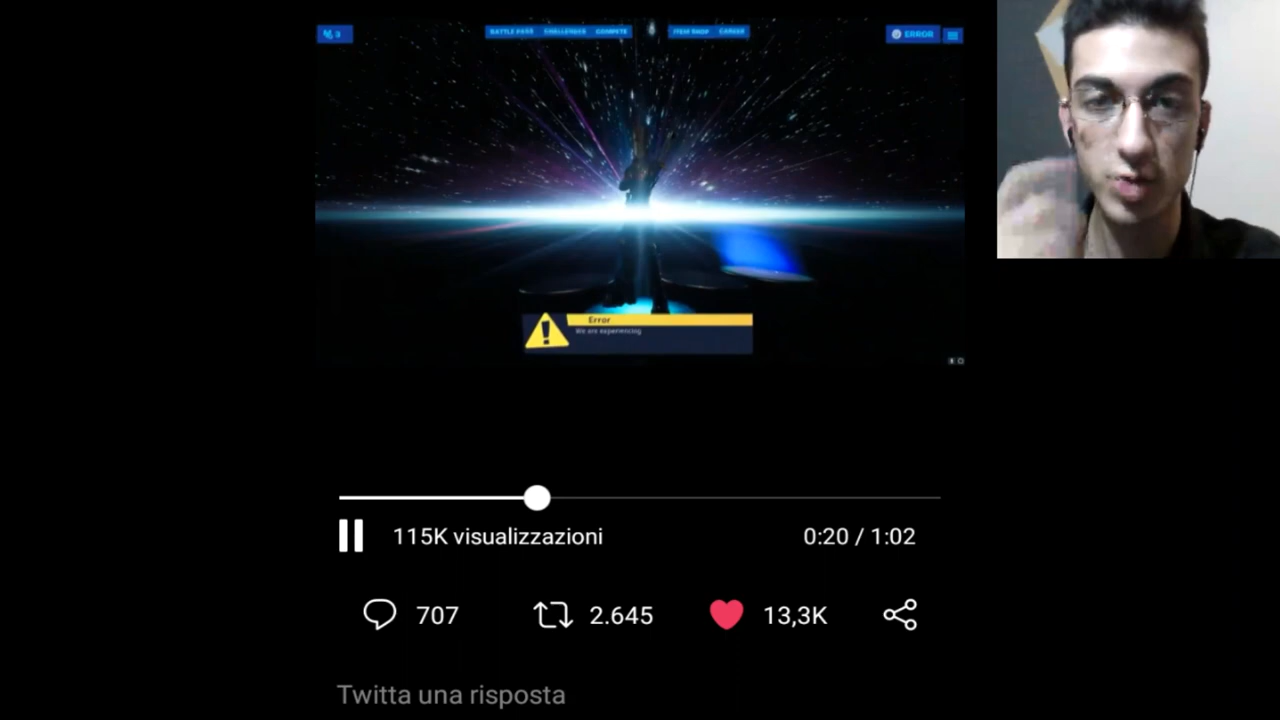 3
BATTLE PASS CHALLENGES COMPETE ITEM SHOP CAREER
ERROR
Error
We are experiencing
115K visualizzazioni
0:20 / 1:02
707
2.645
13,3K
Twitta una risposta